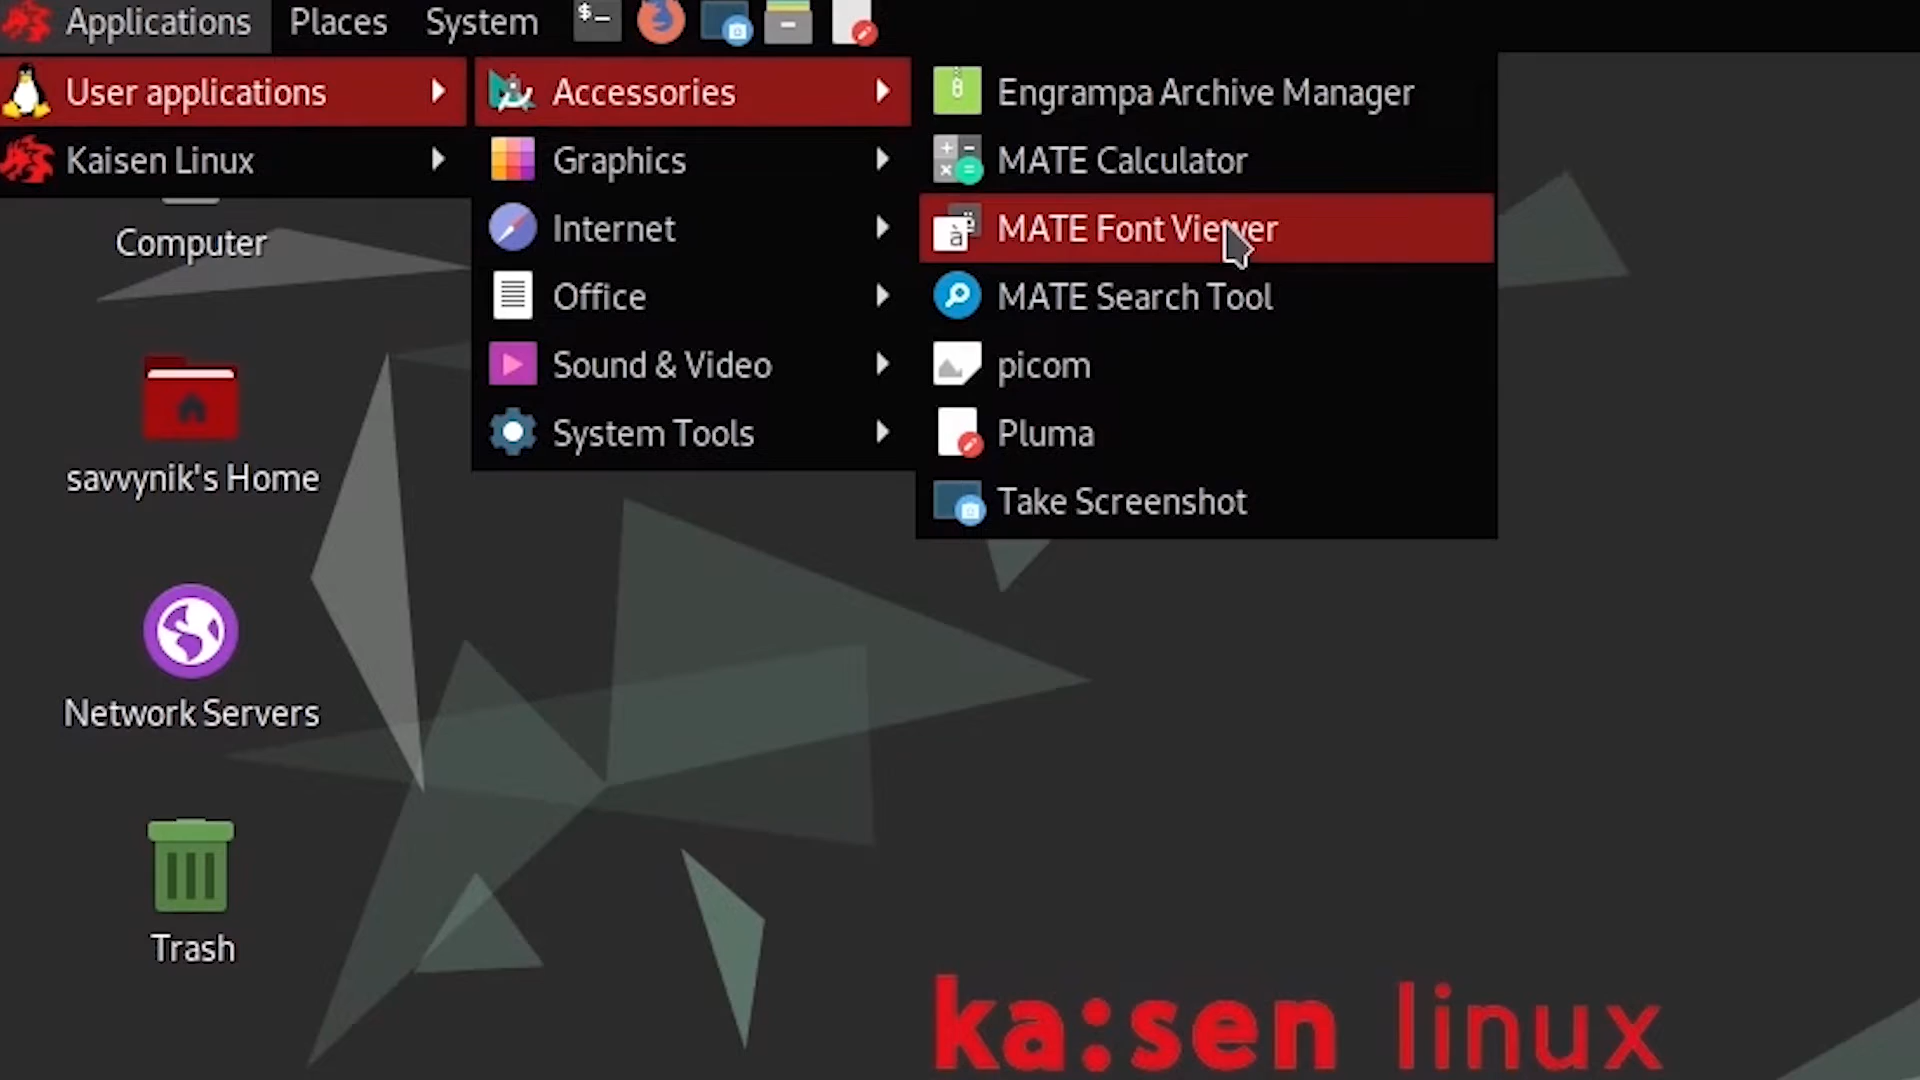 Applications Places System $–
User applications
Kaisen Linux
Accessories
Graphics
Internet
Office
Sound & Video
System Tools
Engrampa Archive Manager
MATE Calculator
MATE Font Viewer
MATE Search Tool
picom
Pluma
Take Screenshot
Computer
savvynik's Home
Network Servers
Trash
ka:sen linux